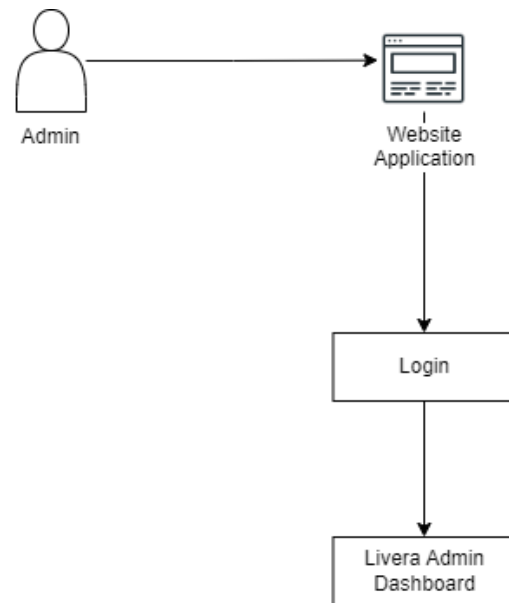 Admin
Website
Application
Login
Livera Admin
Dashboard